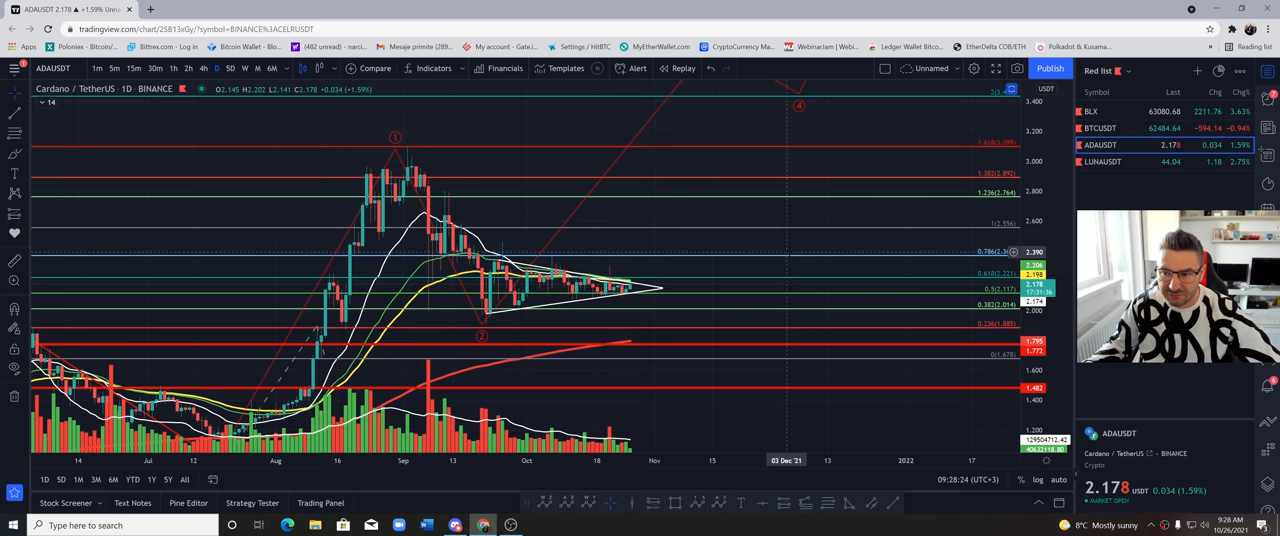 ADAUSDT 2.178 ▲ +1.59% Unna
tradingview.com/chart/2SB13xGy/?symbol=BINANCE%3ACELRUSDT
Apps Poloniex - Bitcoin/... Bittrex.com - Log in Bitcoin Wallet - Blo... (482 unread) - narci... Mesaje primite (289... My account - Gate.i... Settings / HitBTC MyEtherWallet.com CryptoCurrency Ma... WebinarJam | Webi... Ledger Wallet Bitco... EtherDelta COB/ETH Polkadot & Kusama... » Reading list
1 ADAUSDT 1m 5m 15m 30m 1h 2h 4h D 5D W M 6M Compare Indicators Financials Templates Alert Replay Unnamed Publish
Red list
Cardano / TetherUS · 1D · BINANCE O2.145 H2.202 L2.141 C2.178 +0.034 (+1.59%)
14
Symbol Last Chg Chg%
BLX 63080.68 2211.76 3.63%
BTCUSDT 62484.64 −594.14 −0.94%
ADAUSDT 2.178 0.034 1.59%
LUNAUSDT 44.04 1.18 2.75%
7
USDT
3.400
3.200
3.000
2.800
2.600
2.390
2.206
2.198
2.178
17:31:36
2.174
2.000
1.795
1.772
1.600
1.482
1.400
1.200
129504712.42
40632118.80
1.618(3.099)
1.382(2.892)
1.236(2.764)
1(2.556)
0.618(2.221)
0.5(2.117)
0.382(2.014)
0.236(1.885)
0(1.678)
1
2
4
14 Jul 12 Aug 16 Sep 13 Oct 18 Nov 15 03 Dec '21 13 2022 17
1D 5D 1M 3M 6M YTD 1Y 5Y All 09:28:24 (UTC+3) % log auto
Stock Screener Text Notes Pine Editor Strategy Tester Trading Panel
6
ADAUSDT
Cardano / TetherUS · BINANCE
Crypto
2.178 USDT 0.034 (1.59%)
MARKET OPEN
Type here to search
8°C Mostly sunny
9:28 AM
10/26/2021